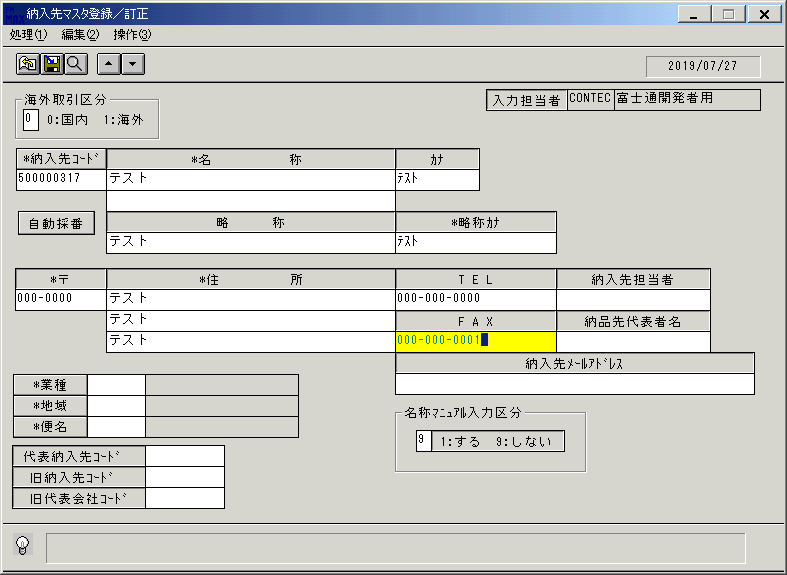 納入先マスタ登録／訂正
処理(1) 編集(2) 操作(3)
2019/07/27
海外取引区分
0 0:国内 1:海外
入力担当者 CONTEC 富士通開発者用
*納入先ｺｰﾄﾞ *名 称 ｶﾅ
500000317 テスト ﾃｽﾄ
自動採番 略 称 *略称ｶﾅ
テスト ﾃｽﾄ
*〒 *住 所 ＴＥＬ 納入先担当者
000-0000 テスト 000-000-0000
テスト ＦＡＸ 納品先代表者名
テスト 000-000-0001
納入先ﾒｰﾙｱﾄﾞﾚｽ
*業種
*地域
*便名
名称ﾏﾆｭｱﾙ入力区分
9 1:する 9:しない
代表納入先ｺｰﾄﾞ
旧納入先ｺｰﾄﾞ
旧代表会社ｺｰﾄﾞ